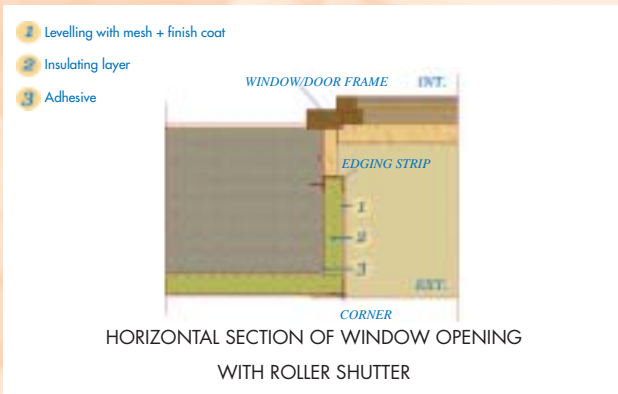 1 Levelling with mesh + finish coat
2 Insulating layer
3 Adhesive
WINDOW/DOOR FRAME
INT.
EDGING STRIP
1
2
3
EXT.
CORNER
HORIZONTAL SECTION OF WINDOW OPENING
WITH ROLLER SHUTTER